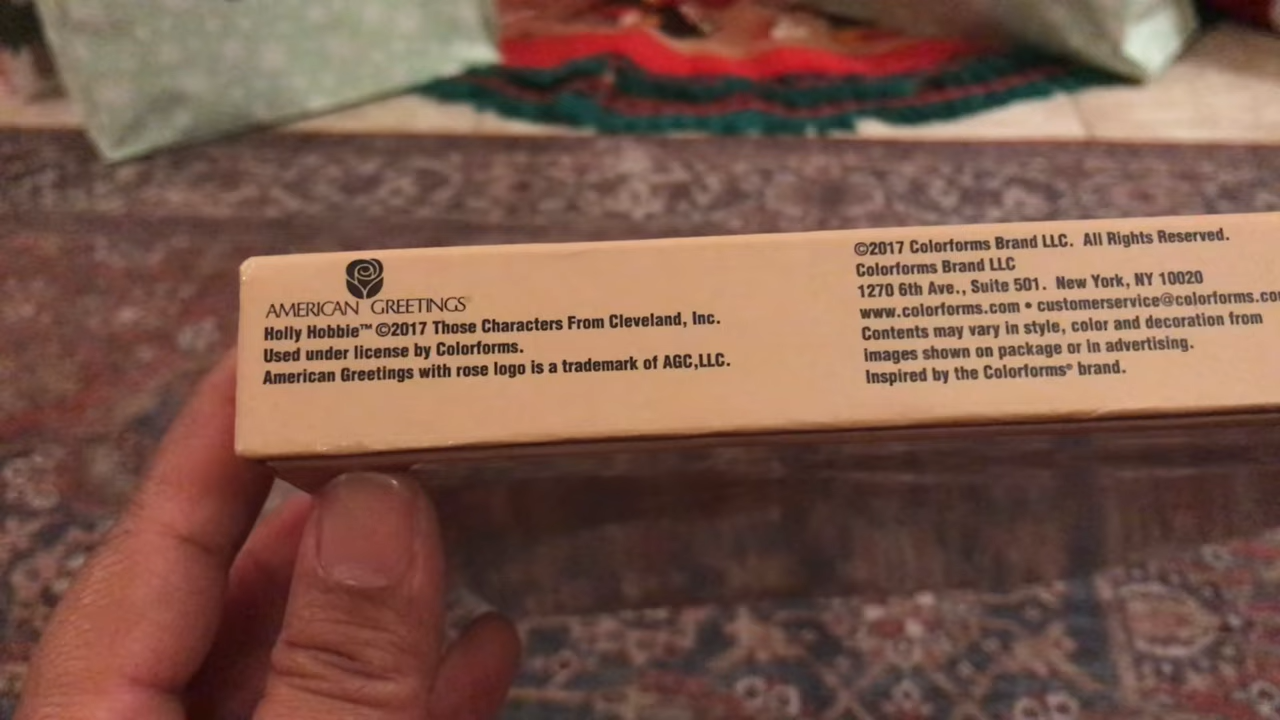 AMERICAN GREETINGS
Holly Hobbie™ ©2017 Those Characters From Cleveland, Inc.
Used under license by Colorforms.
American Greetings with rose logo is a trademark of AGC,LLC.
©2017 Colorforms Brand LLC. All Rights Reserved.
Colorforms Brand LLC
1270 6th Ave., Suite 501. New York, NY 10020
www.colorforms.com • customerservice@colorforms.co
Contents may vary in style, color and decoration from
images shown on package or in advertising.
Inspired by the Colorforms® brand.